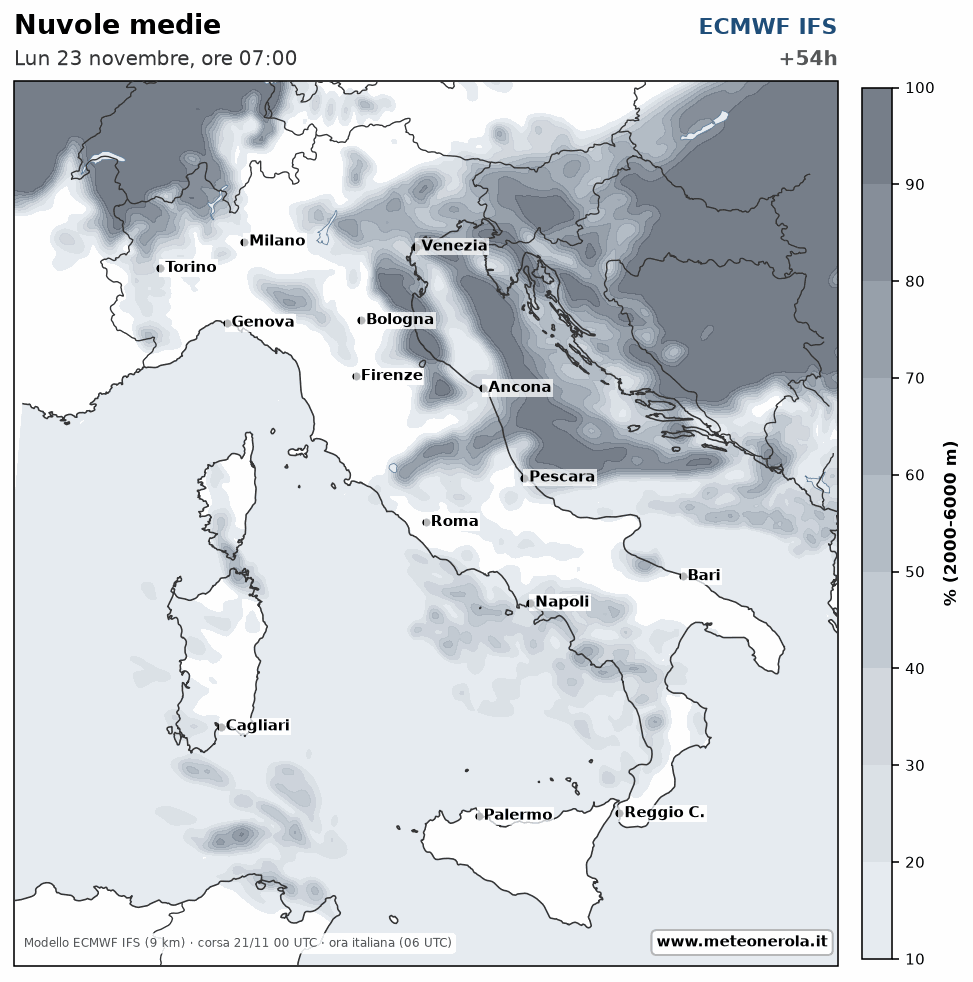 Nuvole medie
ECMWF IFS
Lun 23 novembre, ore 07:00
+54h
100
90
80
70
60
50
40
30
20
10
% (2000-6000 m)
Milano
Venezia
Torino
Genova
Bologna
Firenze
Ancona
Pescara
Roma
Bari
Napoli
Cagliari
Palermo
Reggio C.
Modello ECMWF IFS (9 km) · corsa 21/11 00 UTC · ora italiana (06 UTC)
www.meteonerola.it